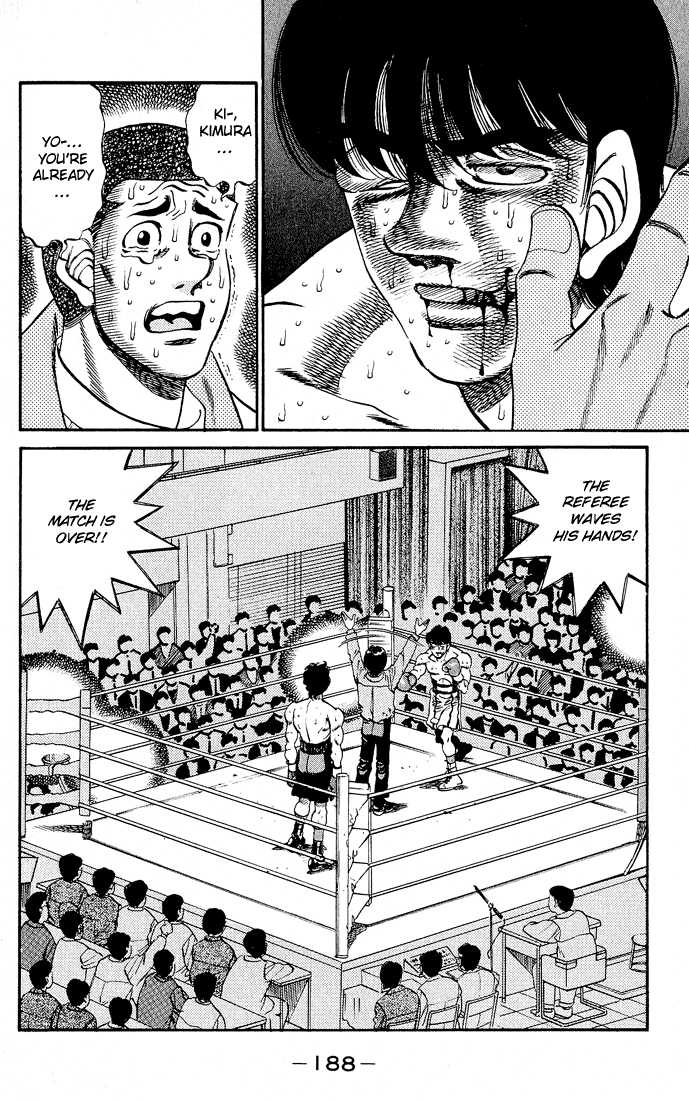 KI-,
KIMURA
...
YO-...
YOU'RE
ALREADY
...
THE
REFEREE
WAVES
HIS HANDS!
THE
MATCH IS
OVER!!
-188-